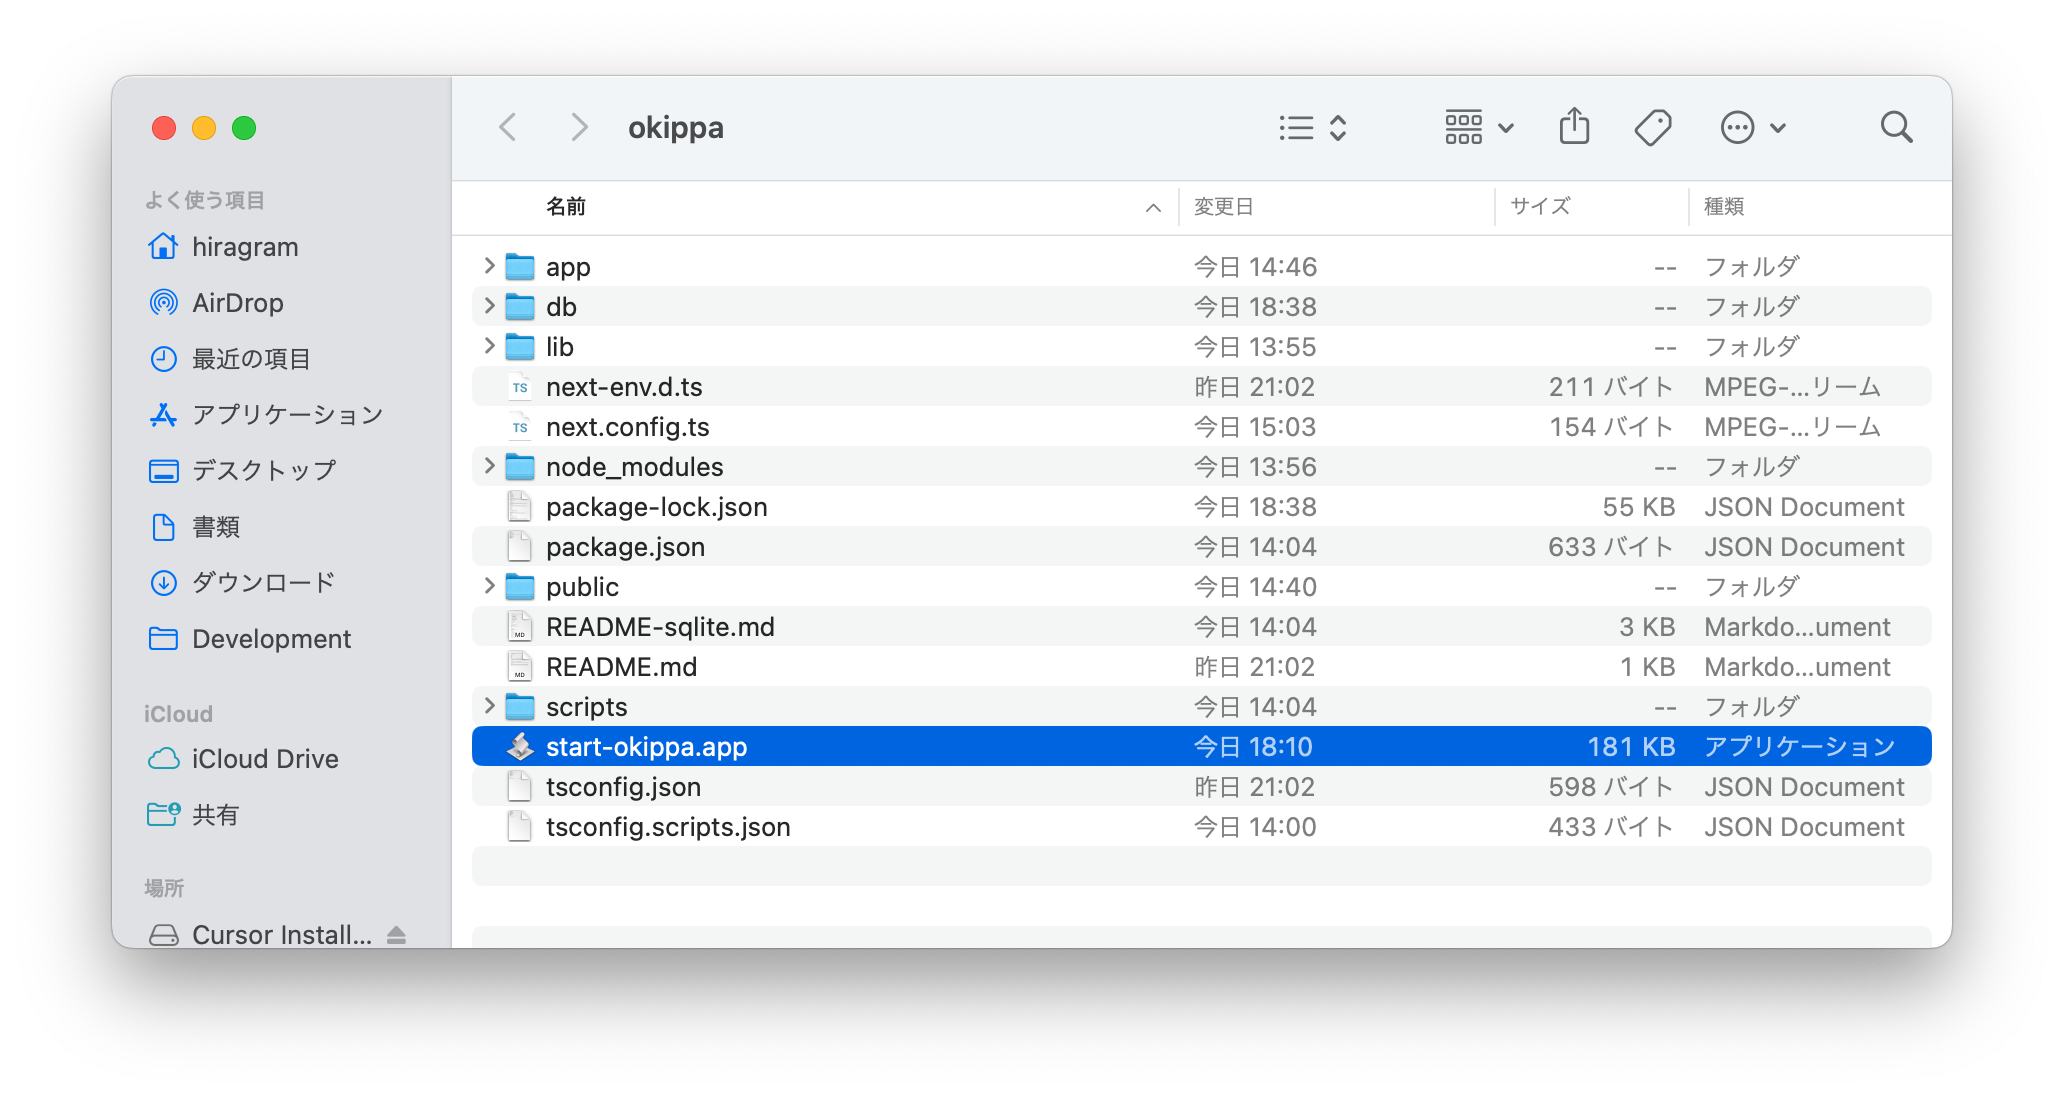 okippa
よく使う項目
hiragram
AirDrop
最近の項目
アプリケーション
デスクトップ
書類
ダウンロード
Development
iCloud
iCloud Drive
共有
場所
Cursor Install...
名前 変更日 サイズ 種類
app 今日 14:46 -- フォルダ
db 今日 18:38 -- フォルダ
lib 今日 13:55 -- フォルダ
TS next-env.d.ts 昨日 21:02 211 バイト MPEG-...リーム
TS next.config.ts 今日 15:03 154 バイト MPEG-...リーム
node_modules 今日 13:56 -- フォルダ
package-lock.json 今日 18:38 55 KB JSON Document
package.json 今日 14:04 633 バイト JSON Document
public 今日 14:40 -- フォルダ
MD README-sqlite.md 今日 14:04 3 KB Markdo...ument
MD README.md 昨日 21:02 1 KB Markdo...ument
scripts 今日 14:04 -- フォルダ
start-okippa.app 今日 18:10 181 KB アプリケーション
tsconfig.json 昨日 21:02 598 バイト JSON Document
tsconfig.scripts.json 今日 14:00 433 バイト JSON Document